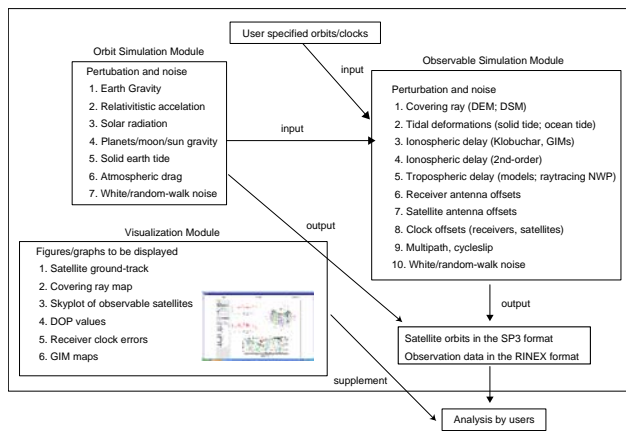 User specified orbits/clocks
Orbit Simulation Module
Pertubation and noise
1. Earth Gravity
2. Relativitistic accelation
3. Solar radiation
4. Planets/moon/sun gravity
5. Solid earth tide
6. Atmospheric drag
7. White/random-walk noise
input
input
Observable Simulation Module
Perturbation and noise
1. Covering ray (DEM; DSM)
2. Tidal deformations (solid tide; ocean tide)
3. Ionospheric delay (Klobuchar, GIMs)
4. Ionospheric delay (2nd-order)
5. Tropospheric delay (models; raytracing NWP)
6. Receiver antenna offsets
7. Satellite antenna offsets
8. Clock offsets (receivers, satellites)
9. Multipath, cycleslip
10. White/random-walk noise
output
output
Visualization Module
Figures/graphs to be displayed
1. Satellite ground-track
2. Covering ray map
3. Skyplot of observable satellites
4. DOP values
5. Receiver clock errors
6. GIM maps
Satellite orbits in the SP3 format
Observation data in the RINEX format
supplement
Analysis by users